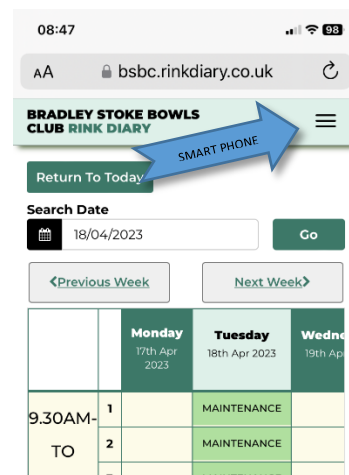 08:47
98
AA bsbc.rinkdiary.co.uk
BRADLEY STOKE BOWLS
CLUB RINK DIARY
SMART PHONE
Return To Today
Search Date
18/04/2023 Go
<Previous Week Next Week>
Monday Tuesday Wedne
17th Apr 18th Apr 2023 19th Ap
2023
9.30AM- 1 MAINTENANCE
TO 2 MAINTENANCE